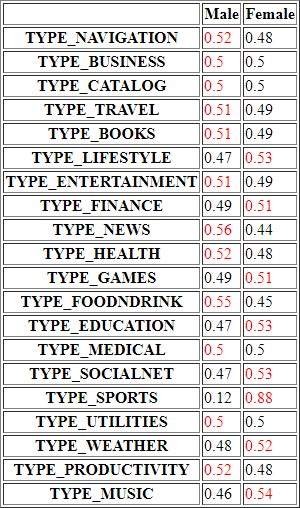 Male Female
TYPE_NAVIGATION 0.52 0.48
TYPE_BUSINESS 0.5 0.5
TYPE_CATALOG 0.5 0.5
TYPE_TRAVEL 0.51 0.49
TYPE_BOOKS 0.51 0.49
TYPE_LIFESTYLE 0.47 0.53
TYPE_ENTERTAINMENT 0.51 0.49
TYPE_FINANCE 0.49 0.51
TYPE_NEWS 0.56 0.44
TYPE_HEALTH 0.52 0.48
TYPE_GAMES 0.49 0.51
TYPE_FOODNDRINK 0.55 0.45
TYPE_EDUCATION 0.47 0.53
TYPE_MEDICAL 0.5 0.5
TYPE_SOCIALNET 0.47 0.53
TYPE_SPORTS 0.12 0.88
TYPE_UTILITIES 0.5 0.5
TYPE_WEATHER 0.48 0.52
TYPE_PRODUCTIVITY 0.52 0.48
TYPE_MUSIC 0.46 0.54